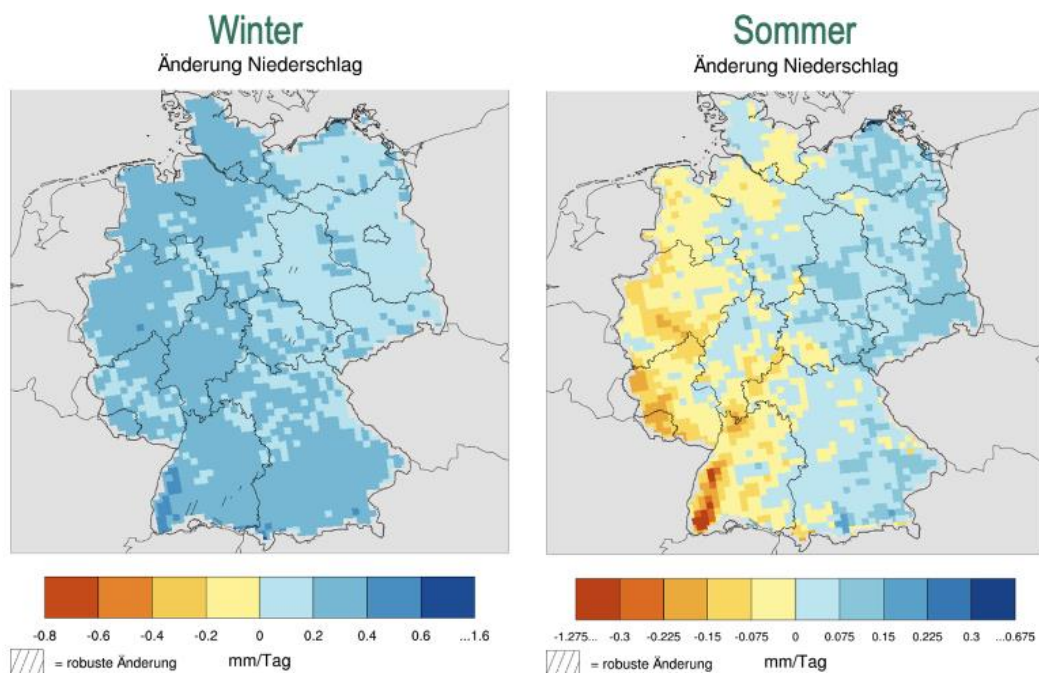 Winter
Änderung Niederschlag
-0.8 -0.6 -0.4 -0.2 0 0.2 0.4 0.6 ...1.6
= robuste Änderung mm/Tag
Sommer
Änderung Niederschlag
-1.275... -0.3 -0.225 -0.15 -0.075 0 0.075 0.15 0.225 0.3 ...0.675
= robuste Änderung mm/Tag